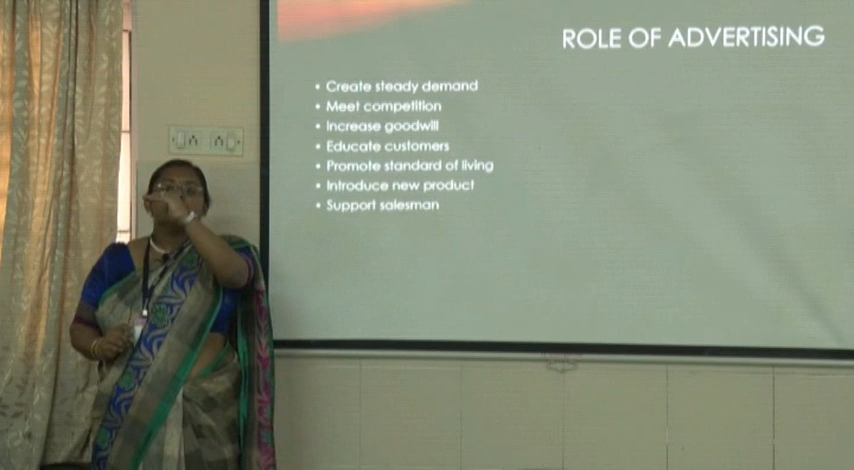 ROLE OF ADVERTISING
• Create steady demand
• Meet competition
• Increase goodwill
• Educate customers
• Promote standard of living
• Introduce new product
• Support salesman